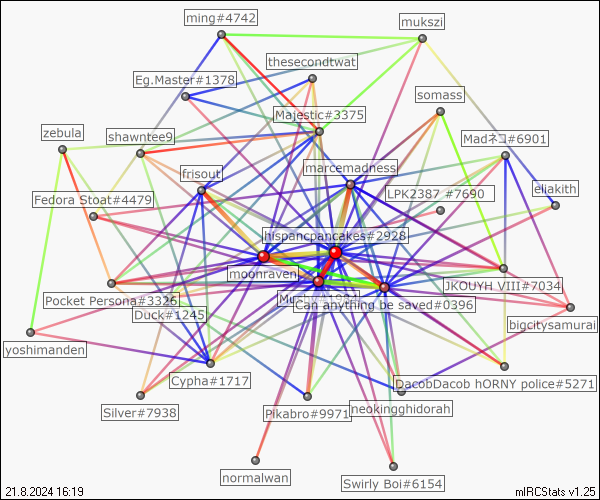 ming#4742
mukszi
thesecondtwat
Eg.Master#1378
somass
Majestic#3375
zebula
shawntee9
Madネコ#6901
marcemadness
frisout
LPK2387 #7690
eliakith
Fedora Stoat#4479
hispancpancakes#2928
moonraven
JKOUYH VIII#7034
Pocket Persona#3326
Can anything be saved#0396
Duck#1245
bigcitysamurai
yoshimanden
Cypha#1717
DacobDacob hORNY police#5271
Silver#7938
Pikabro#9971
neokingghidorah
normalwan
Swirly Boi#6154
21.8.2024 16:19
mIRCStats v1.25